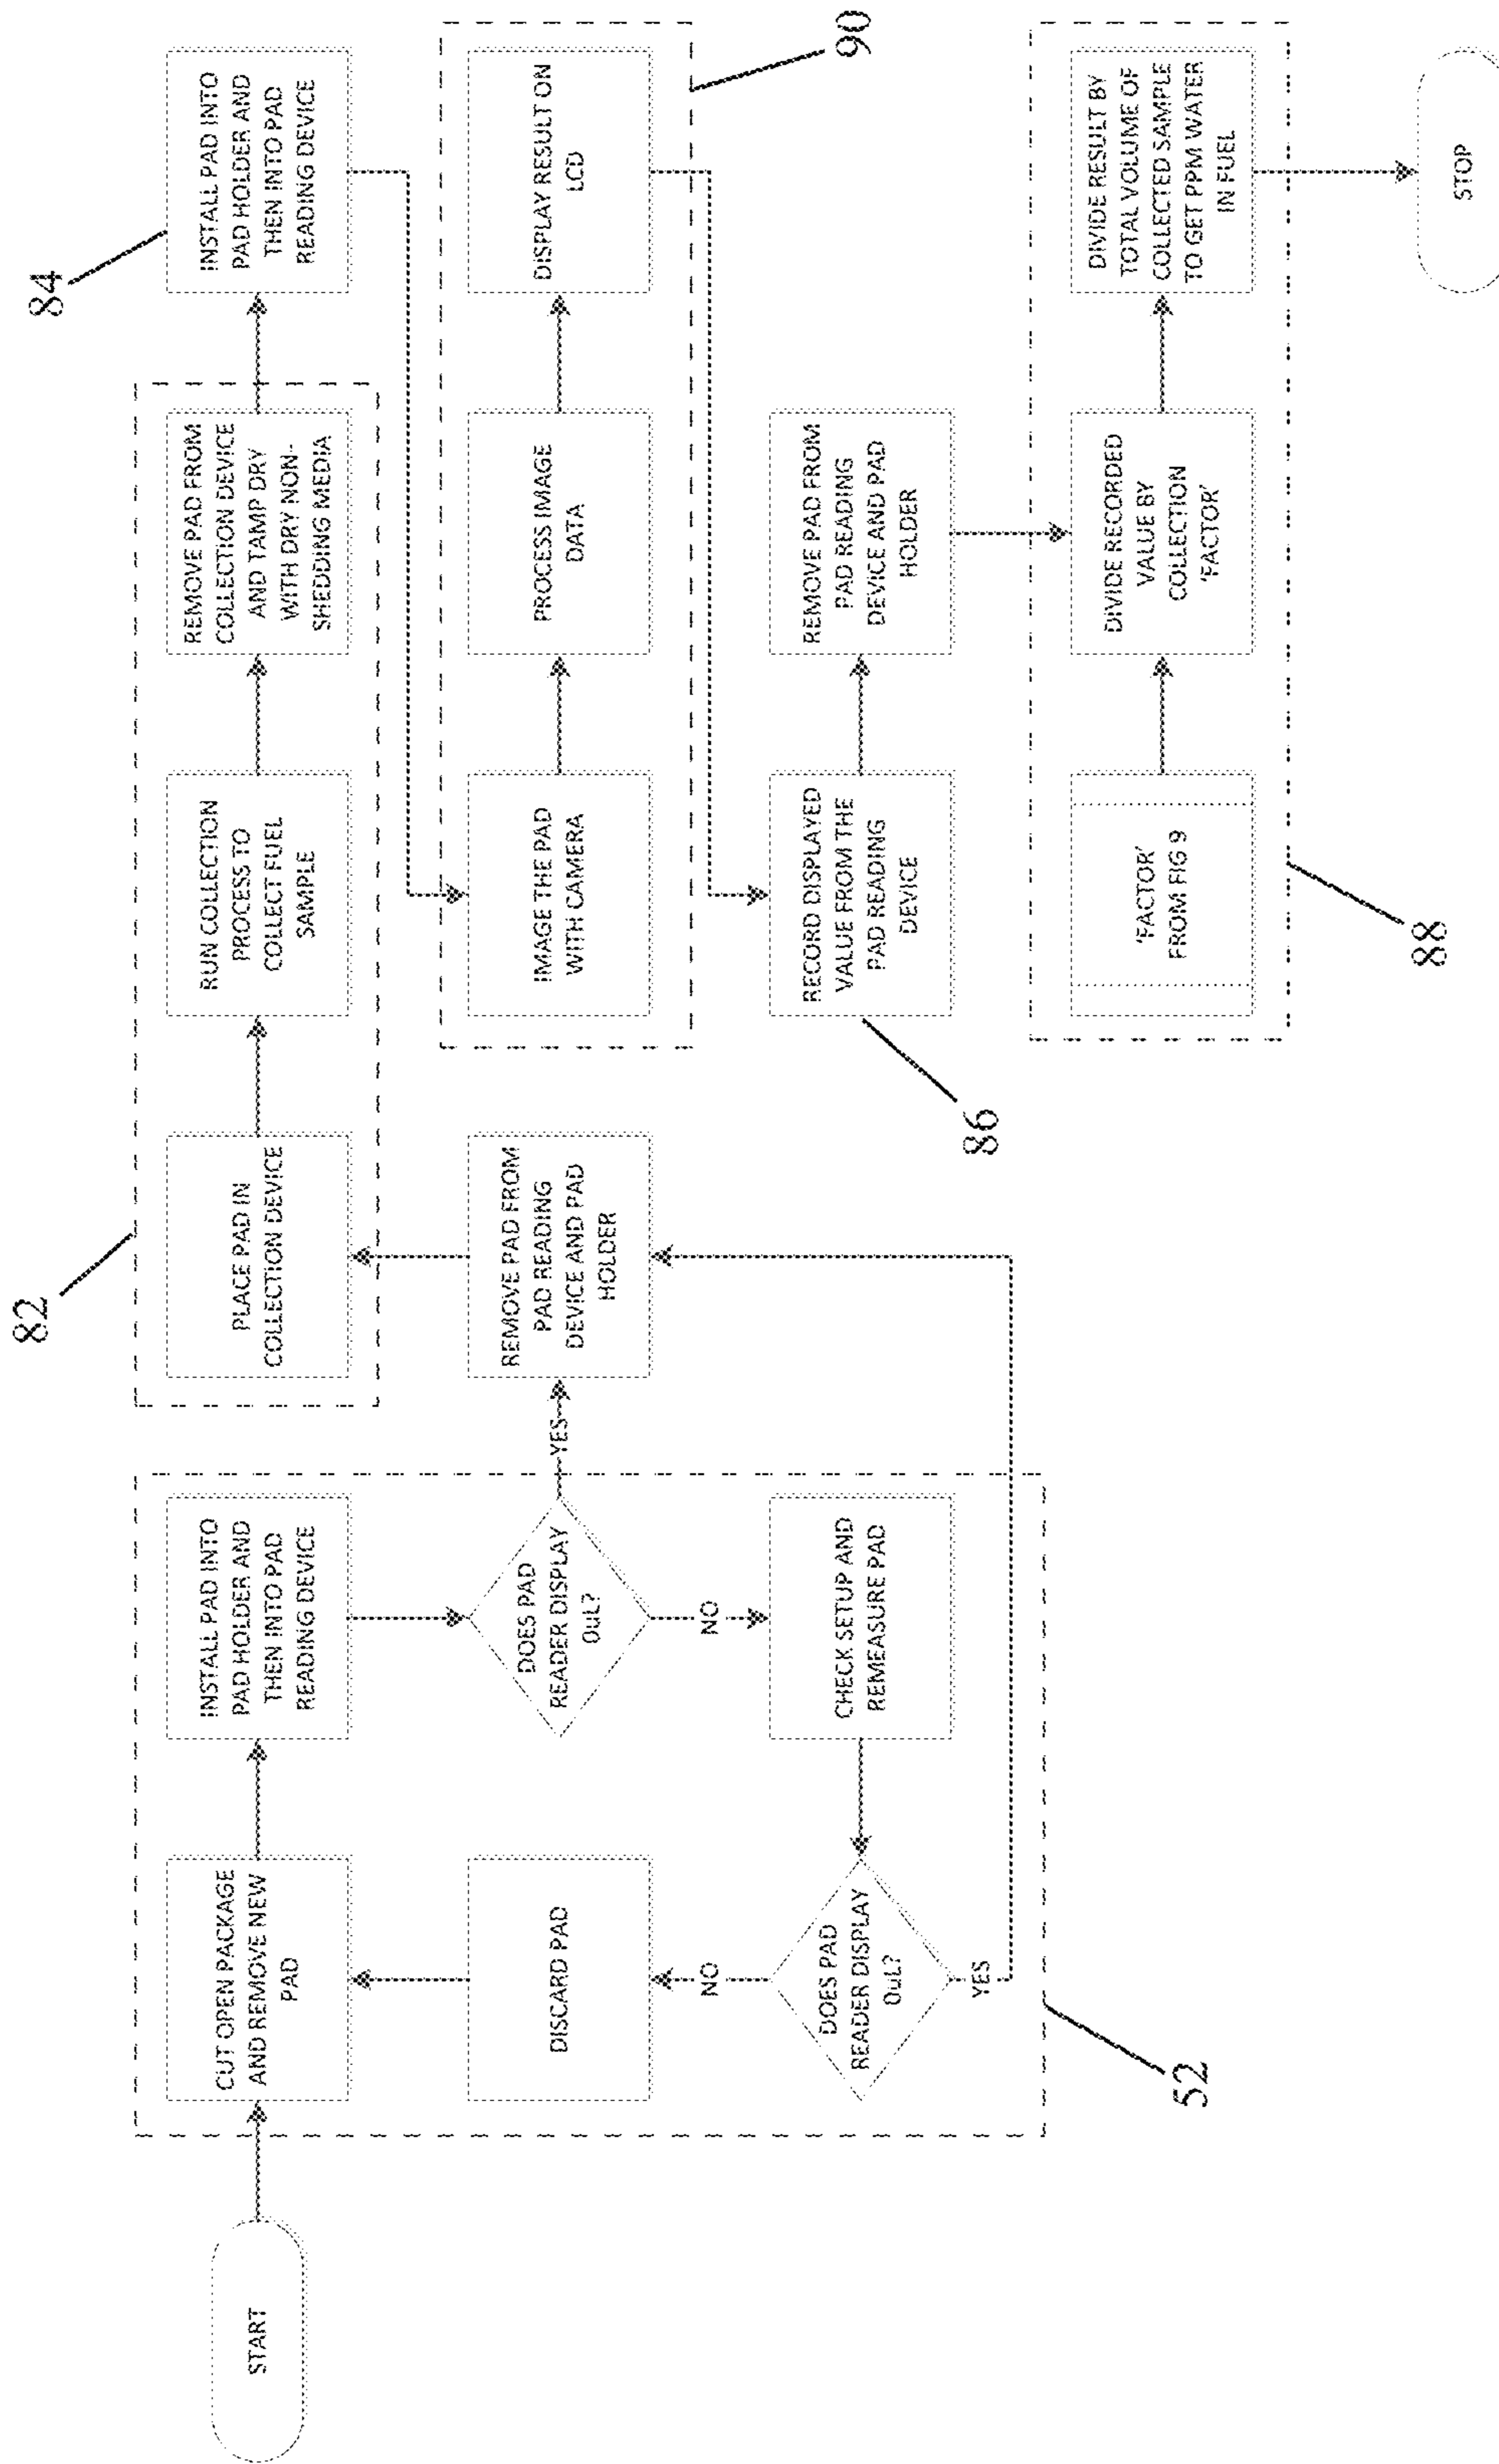 START
CUT OPEN PACKAGE
AND REMOVE NEW
PAD
INSTALL PAD INTO
PAD HOLDER AND
THEN INTO PAD
READING DEVICE
DOES PAD
READER DISPLAY
0uL?
YES
NO
CHECK SETUP AND
REMEASURE PAD
DOES PAD
READER DISPLAY
0uL?
NO
YES
DISCARD PAD
52
REMOVE PAD FROM
PAD READING
DEVICE AND PAD
HOLDER
82
PLACE PAD IN
COLLECTION DEVICE
RUN COLLECTION
PROCESS TO
COLLECT FUEL
SAMPLE
REMOVE PAD FROM
COLLECTION DEVICE
AND TAMP DRY
WITH DRY NON-
SHEDDING MEDIA
84
INSTALL PAD INTO
PAD HOLDER AND
THEN INTO PAD
READING DEVICE
IMAGE THE PAD
WITH CAMERA
PROCESS IMAGE
DATA
DISPLAY RESULT ON
LCD
90
RECORD DISPLAYED
VALUE FROM THE
PAD READING
DEVICE
86
REMOVE PAD FROM
PAD READING
DEVICE AND PAD
HOLDER
'FACTOR'
FROM FIG 9
DIVIDE RECORDED
VALUE BY
COLLECTION
'FACTOR'
DIVIDE RESULT BY
TOTAL VOLUME OF
COLLECTED SAMPLE
TO GET PPM WATER
IN FUEL
88
STOP